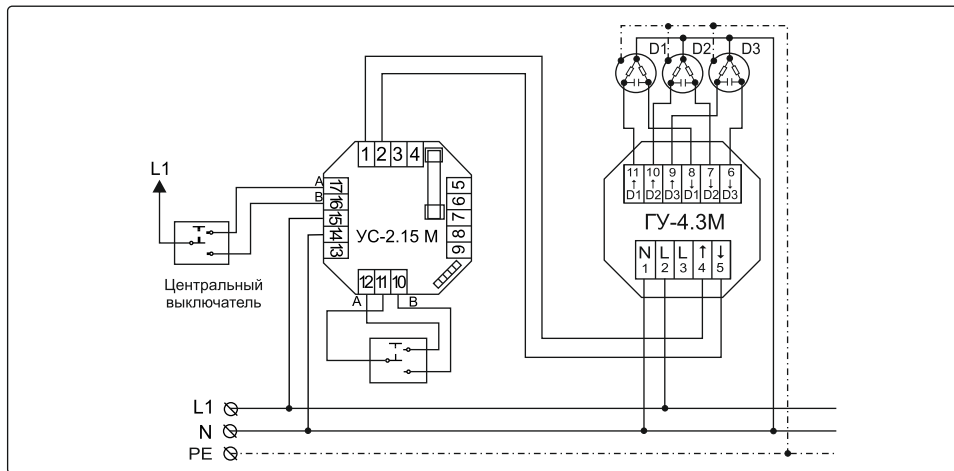 D1 D2 D3
1 2 3 4
11 10 9 8 7 6
↑ ↑ ↑ ↓ ↓ ↓
D1 D2 D3 D1 D2 D3
L1
A
B
17
16
15
14
13
5
6
7
8
9
УС-2.15 М
ГУ-4.3М
N L L ↑ ↓
1 2 3 4 5
12 11 10
A B
Центральный
выключатель
L1
N
PE